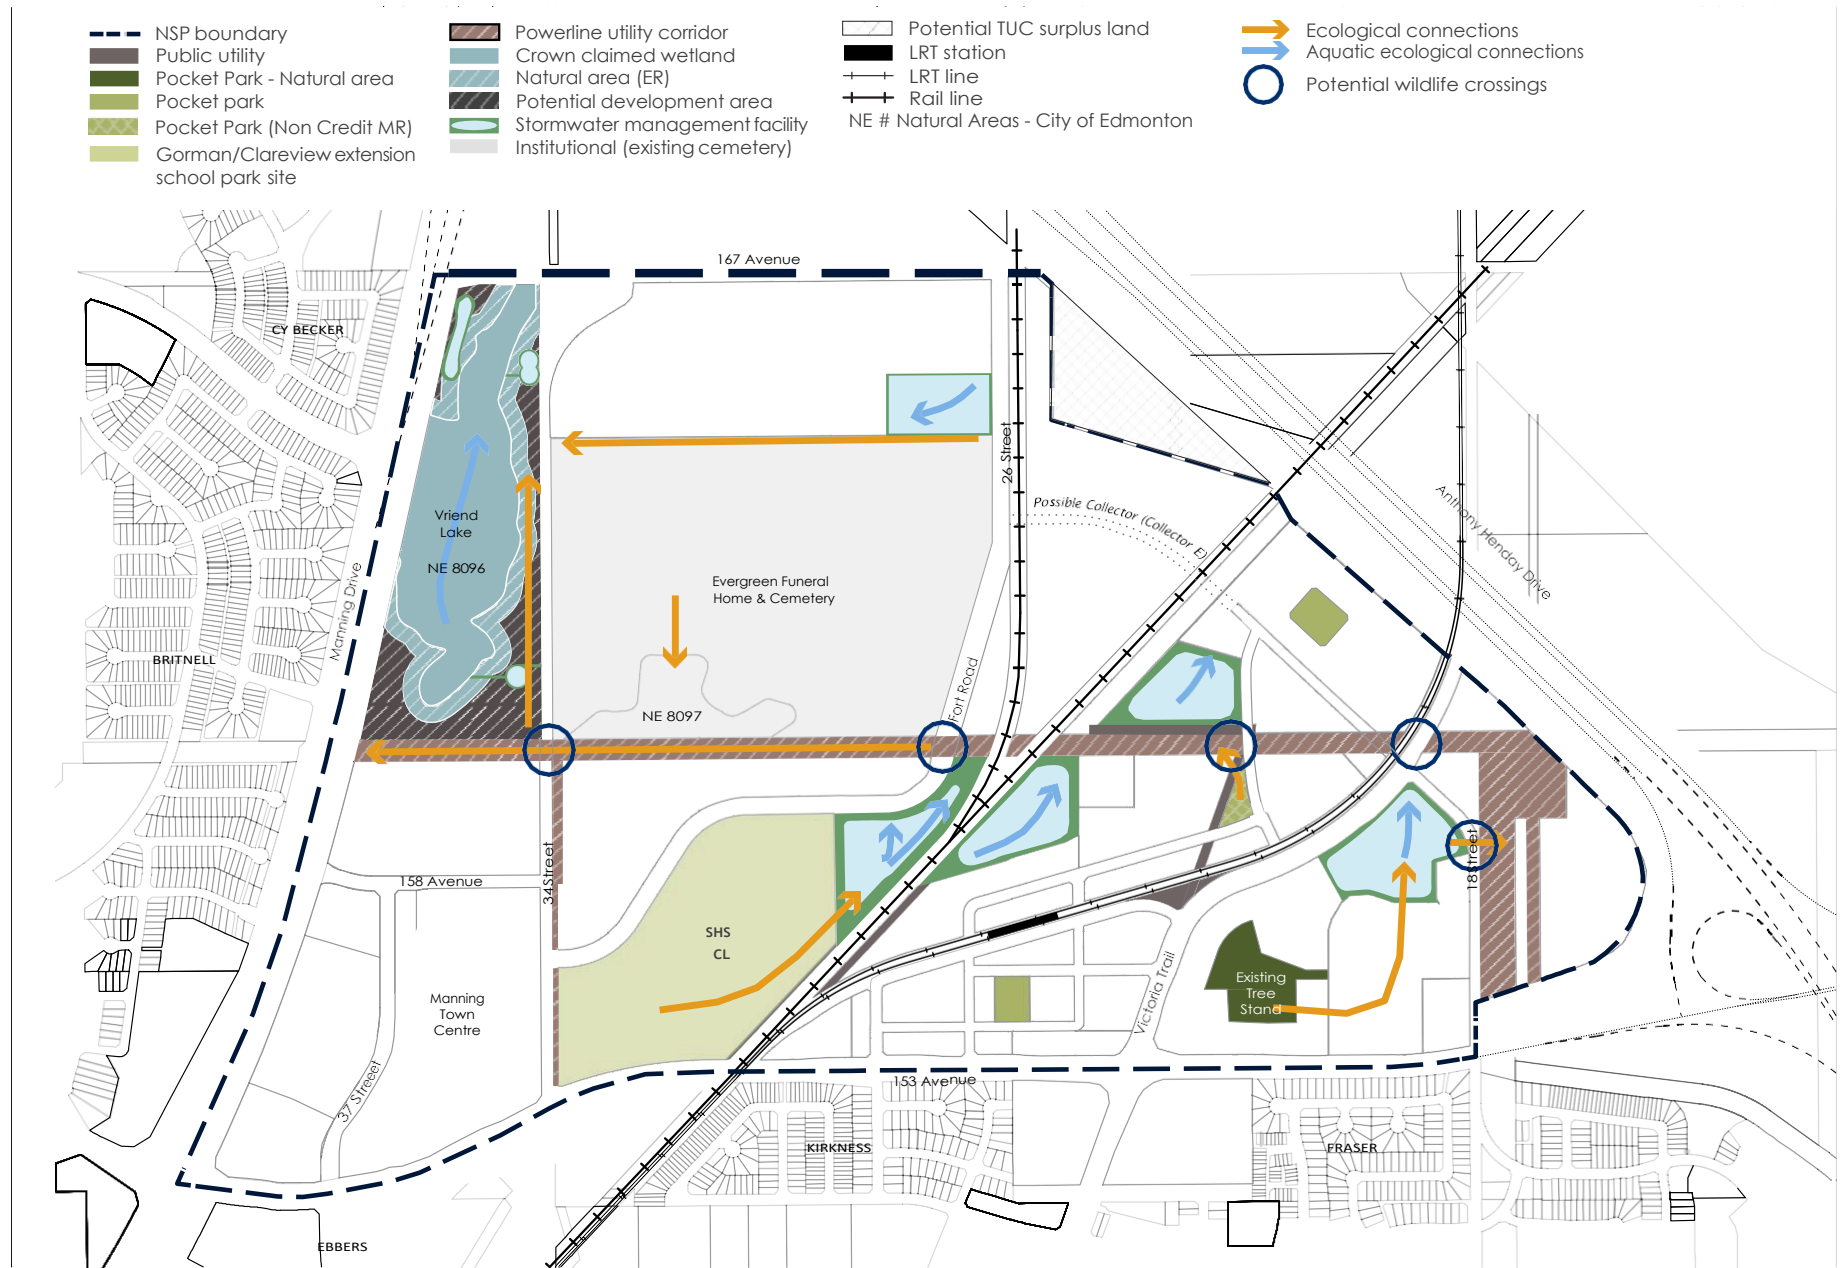 NSP boundary
Public utility
Pocket Park - Natural area
Pocket park
Pocket Park (Non Credit MR)
Gorman/Clareview extension
school park site
Powerline utility corridor
Crown claimed wetland
Natural area (ER)
Potential development area
Stormwater management facility
Institutional (existing cemetery)
Potential TUC surplus land
LRT station
LRT line
Rail line
NE # Natural Areas - City of Edmonton
Ecological connections
Aquatic ecological connections
Potential wildlife crossings
167 Avenue
CY BECKER
26 Street
Possible Collector (Collector E)
Anthony Henday Drive
Vriend
Lake
NE 8096
Manning Drive
Evergreen Funeral
Home & Cemetery
BRITNELL
NE 8097
Fort Road
158 Avenue
34Street
18Street
SHS
CL
Manning
Town
Centre
Victoria Trail
Existing
Tree
Stand
37 Streeet
153 Avenue
KIRKNESS
FRASER
EBBERS